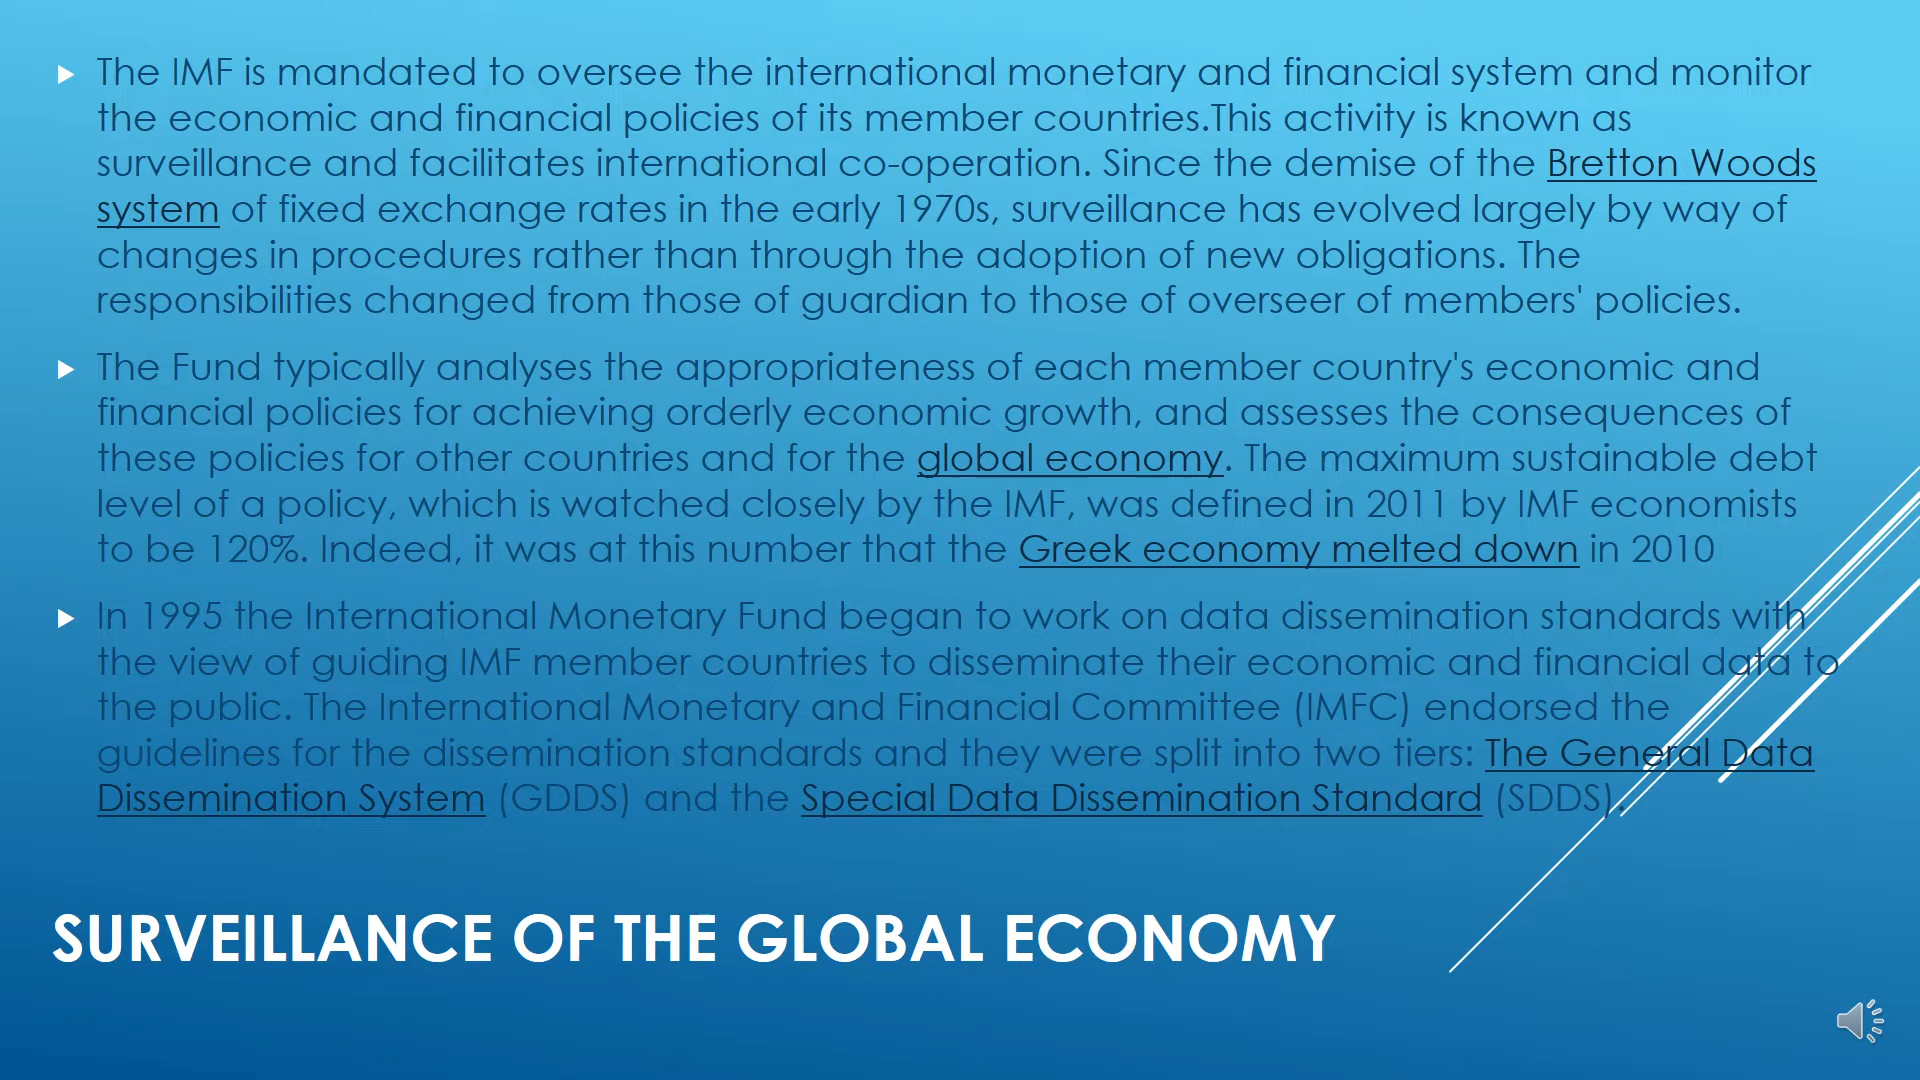 The IMF is mandated to oversee the international monetary and financial system and monitor
the economic and financial policies of its member countries.This activity is known as
surveillance and facilitates international co-operation. Since the demise of the Bretton Woods
system of fixed exchange rates in the early 1970s, surveillance has evolved largely by way of
changes in procedures rather than through the adoption of new obligations. The
responsibilities changed from those of guardian to those of overseer of members' policies.
The Fund typically analyses the appropriateness of each member country's economic and
financial policies for achieving orderly economic growth, and assesses the consequences of
these policies for other countries and for the global economy. The maximum sustainable debt
level of a policy, which is watched closely by the IMF, was defined in 2011 by IMF economists
to be 120%. Indeed, it was at this number that the Greek economy melted down in 2010
In 1995 the International Monetary Fund began to work on data dissemination standards with
the view of guiding IMF member countries to disseminate their economic and financial data to
the public. The International Monetary and Financial Committee (IMFC) endorsed the
guidelines for the dissemination standards and they were split into two tiers: The General Data
Dissemination System (GDDS) and the Special Data Dissemination Standard (SDDS).
SURVEILLANCE OF THE GLOBAL ECONOMY